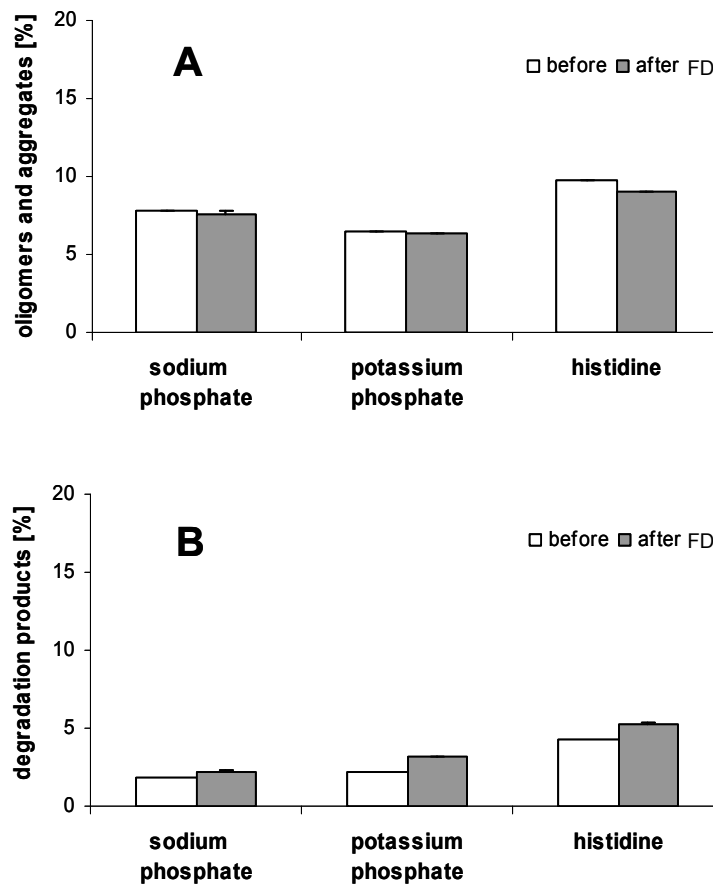 oligomers and aggregates [%]
20
15
10
5
0
A
before after FD
sodium
phosphate
potassium
phosphate
histidine
degradation products [%]
20
15
10
5
0
B
before after FD
sodium
phosphate
potassium
phosphate
histidine